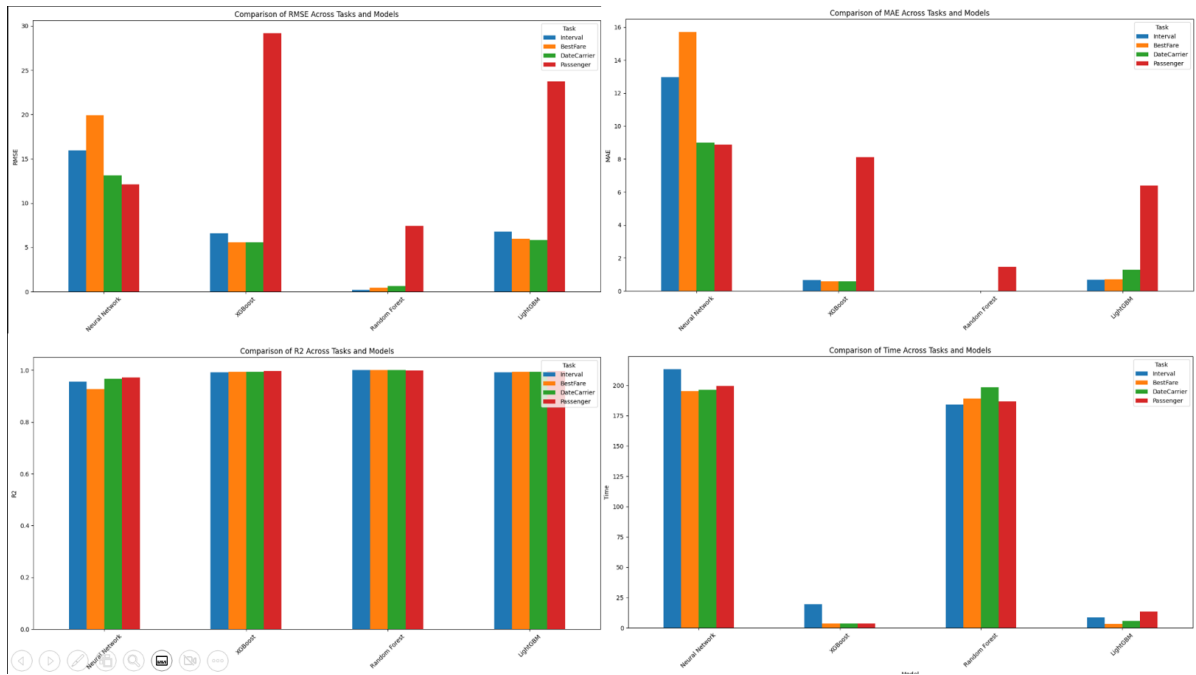 Comparison of RMSE Across Tasks and Models
RMSE
30
25
20
15
10
5
0
Task
Interval
BestFare
DateCarrier
Passenger
Neural Network
XGBoost
Random Forest
LightGBM
Comparison of MAE Across Tasks and Models
MAE
16
14
12
10
8
6
4
2
0
Task
Interval
BestFare
DateCarrier
Passenger
Neural Network
XGBoost
Random Forest
LightGBM
Comparison of R2 Across Tasks and Models
R2
1.0
0.8
0.6
0.4
0.2
0.0
Task
Interval
BestFare
DateCarrier
Passenger
Neural Network
XGBoost
Random Forest
LightGBM
Comparison of Time Across Tasks and Models
Time
200
175
150
125
100
75
50
25
0
Task
Interval
BestFare
DateCarrier
Passenger
Neural Network
XGBoost
Random Forest
LightGBM